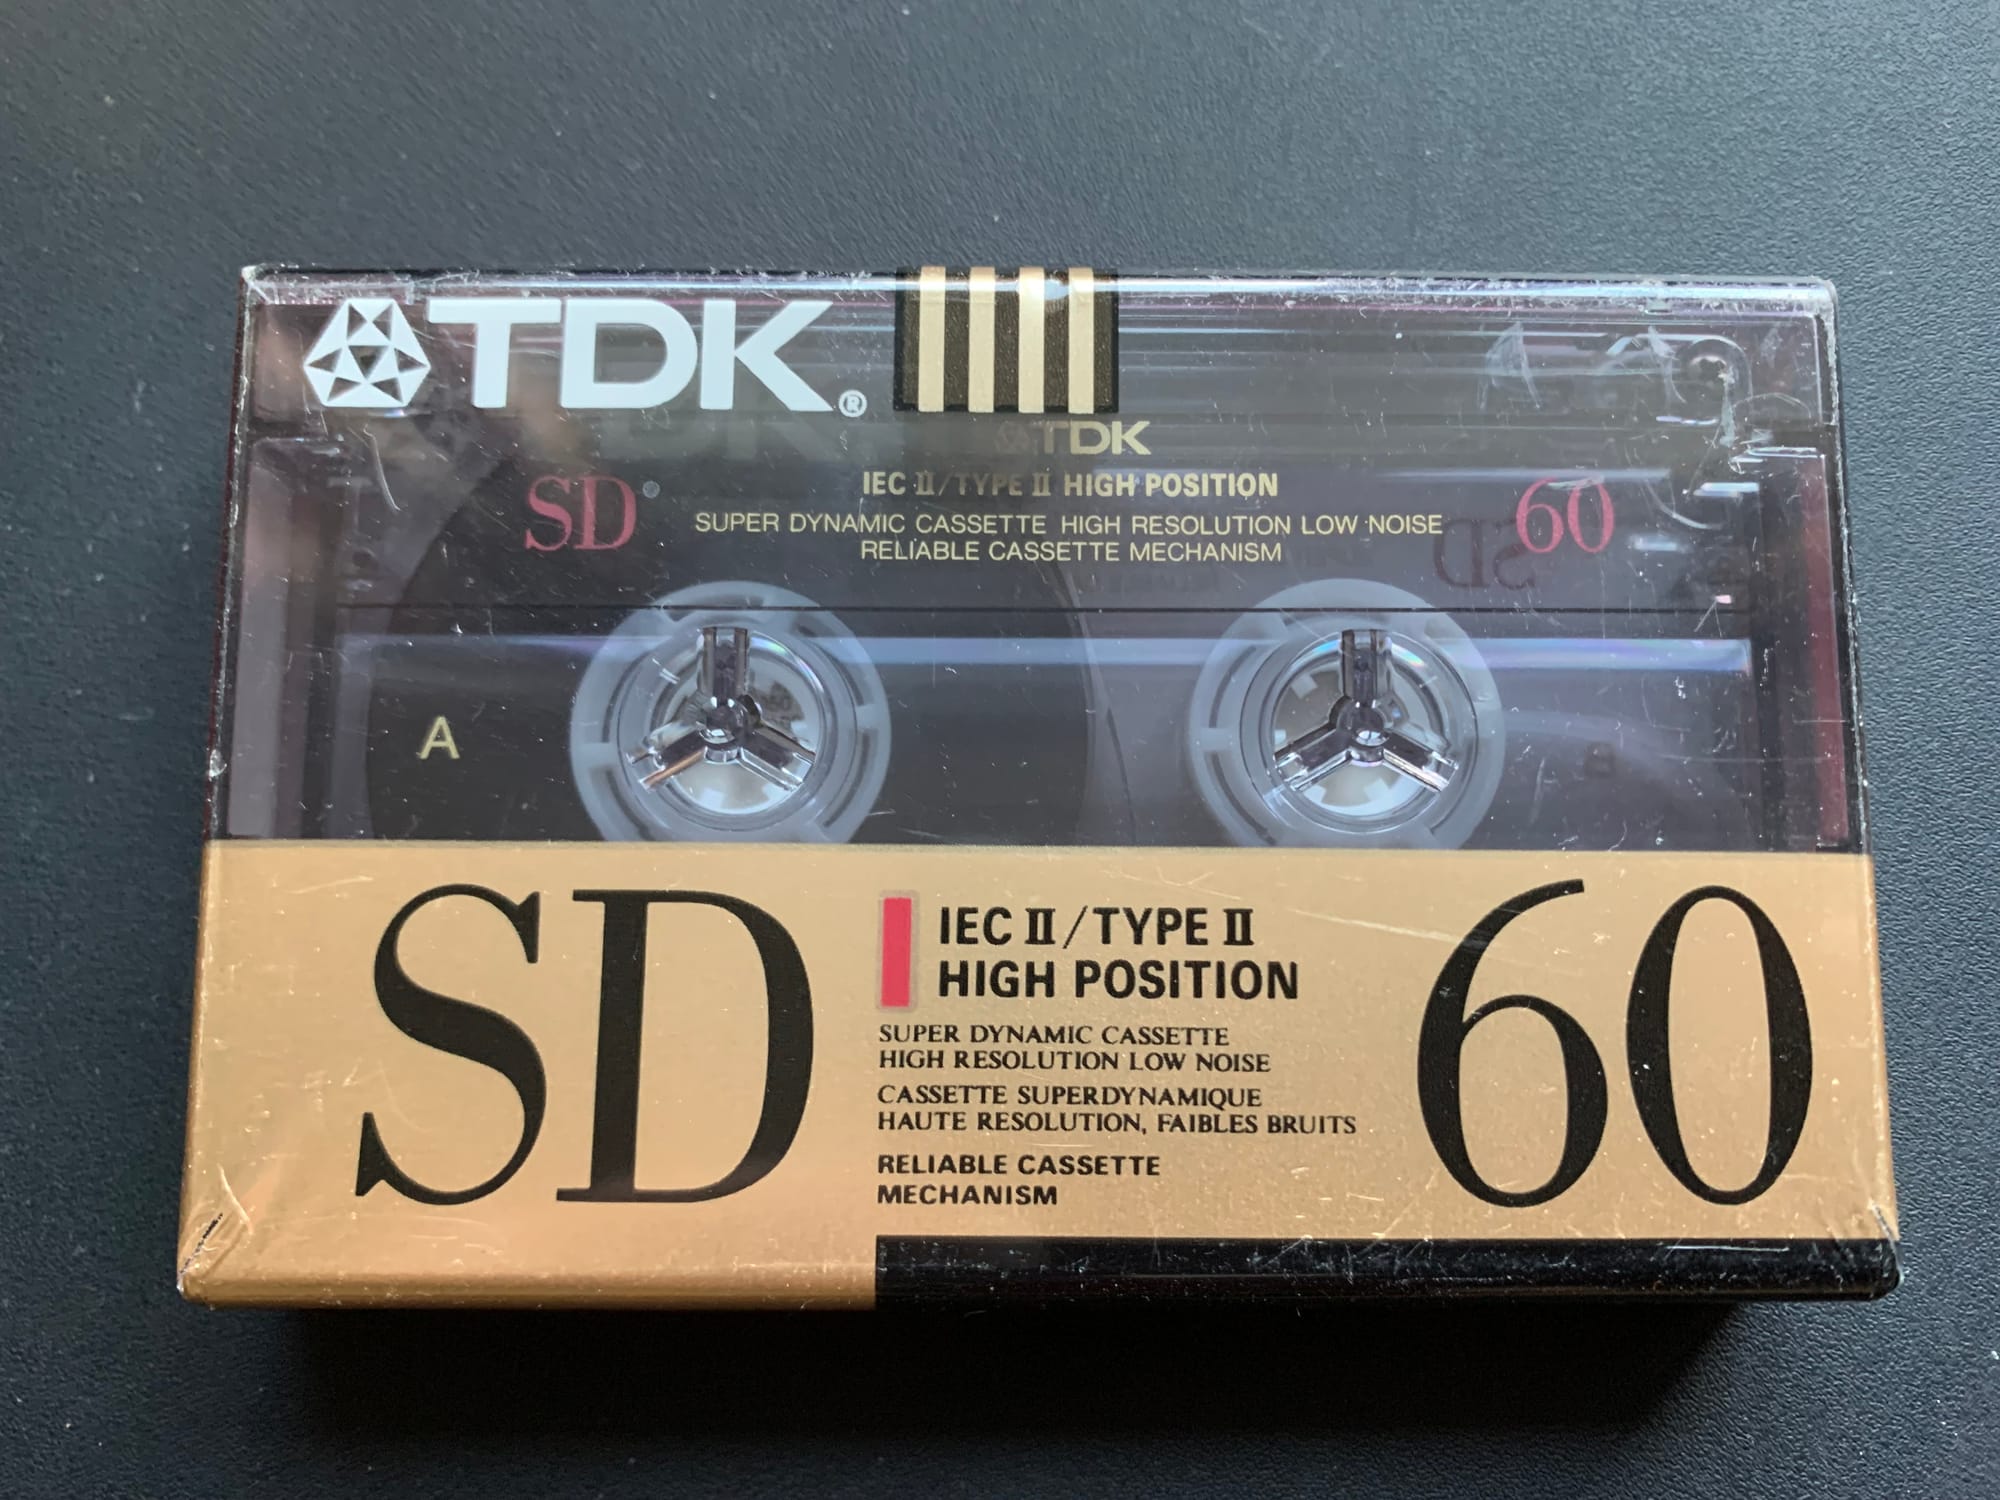 TDK®
TDK
SD
IEC II/TYPE II HIGH POSITION
60
SUPER DYNAMIC CASSETTE HIGH RESOLUTION LOW NOISE
RELIABLE CASSETTE MECHANISM
SD
A
SD
IEC II/TYPE II
HIGH POSITION
60
SUPER DYNAMIC CASSETTE
HIGH RESOLUTION LOW NOISE
CASSETTE SUPERDYNAMIQUE
HAUTE RESOLUTION, FAIBLES BRUITS
RELIABLE CASSETTE
MECHANISM